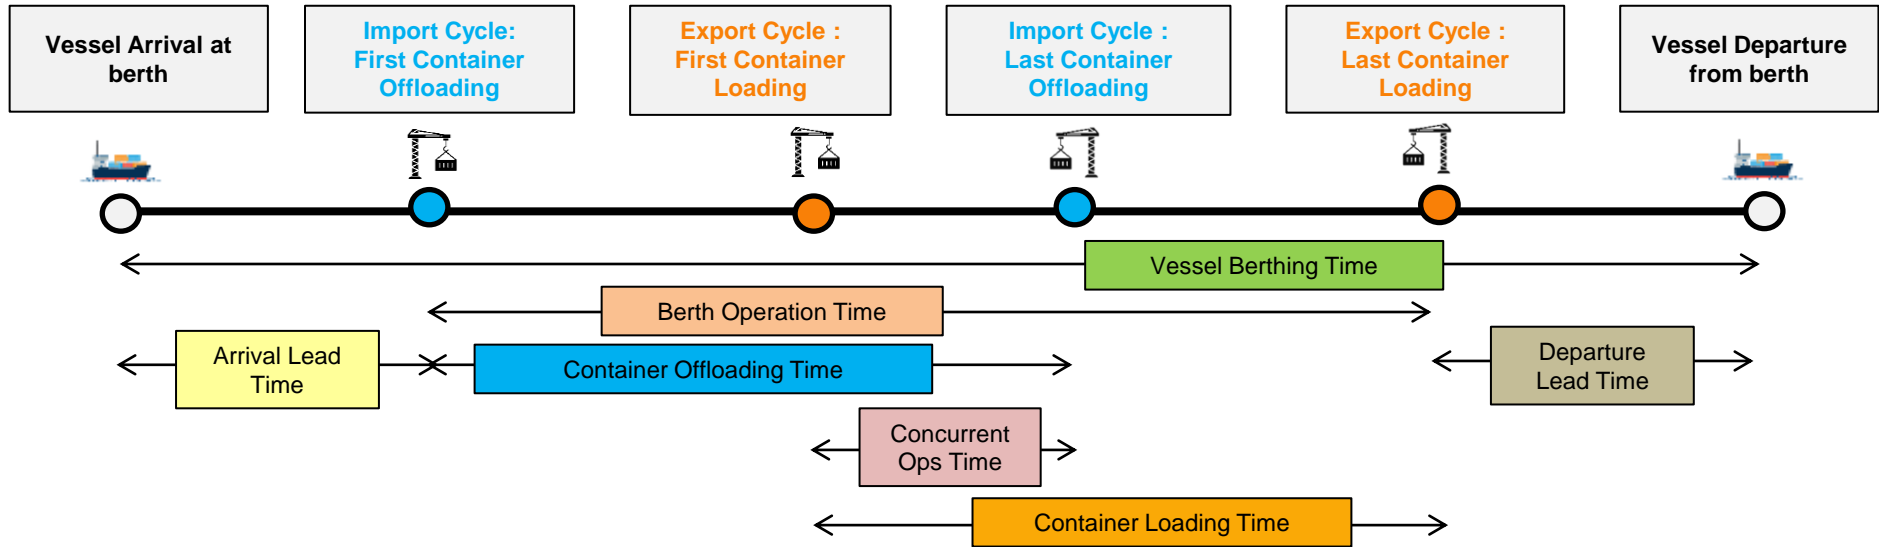 Vessel Arrival at
berth
Import Cycle:
First Container
Offloading
Export Cycle :
First Container
Loading
Import Cycle :
Last Container
Offloading
Export Cycle :
Last Container
Loading
Vessel Departure
from berth
Vessel Berthing Time
Berth Operation Time
Arrival Lead
Time
Container Offloading Time
Departure
Lead Time
Concurrent
Ops Time
Container Loading Time